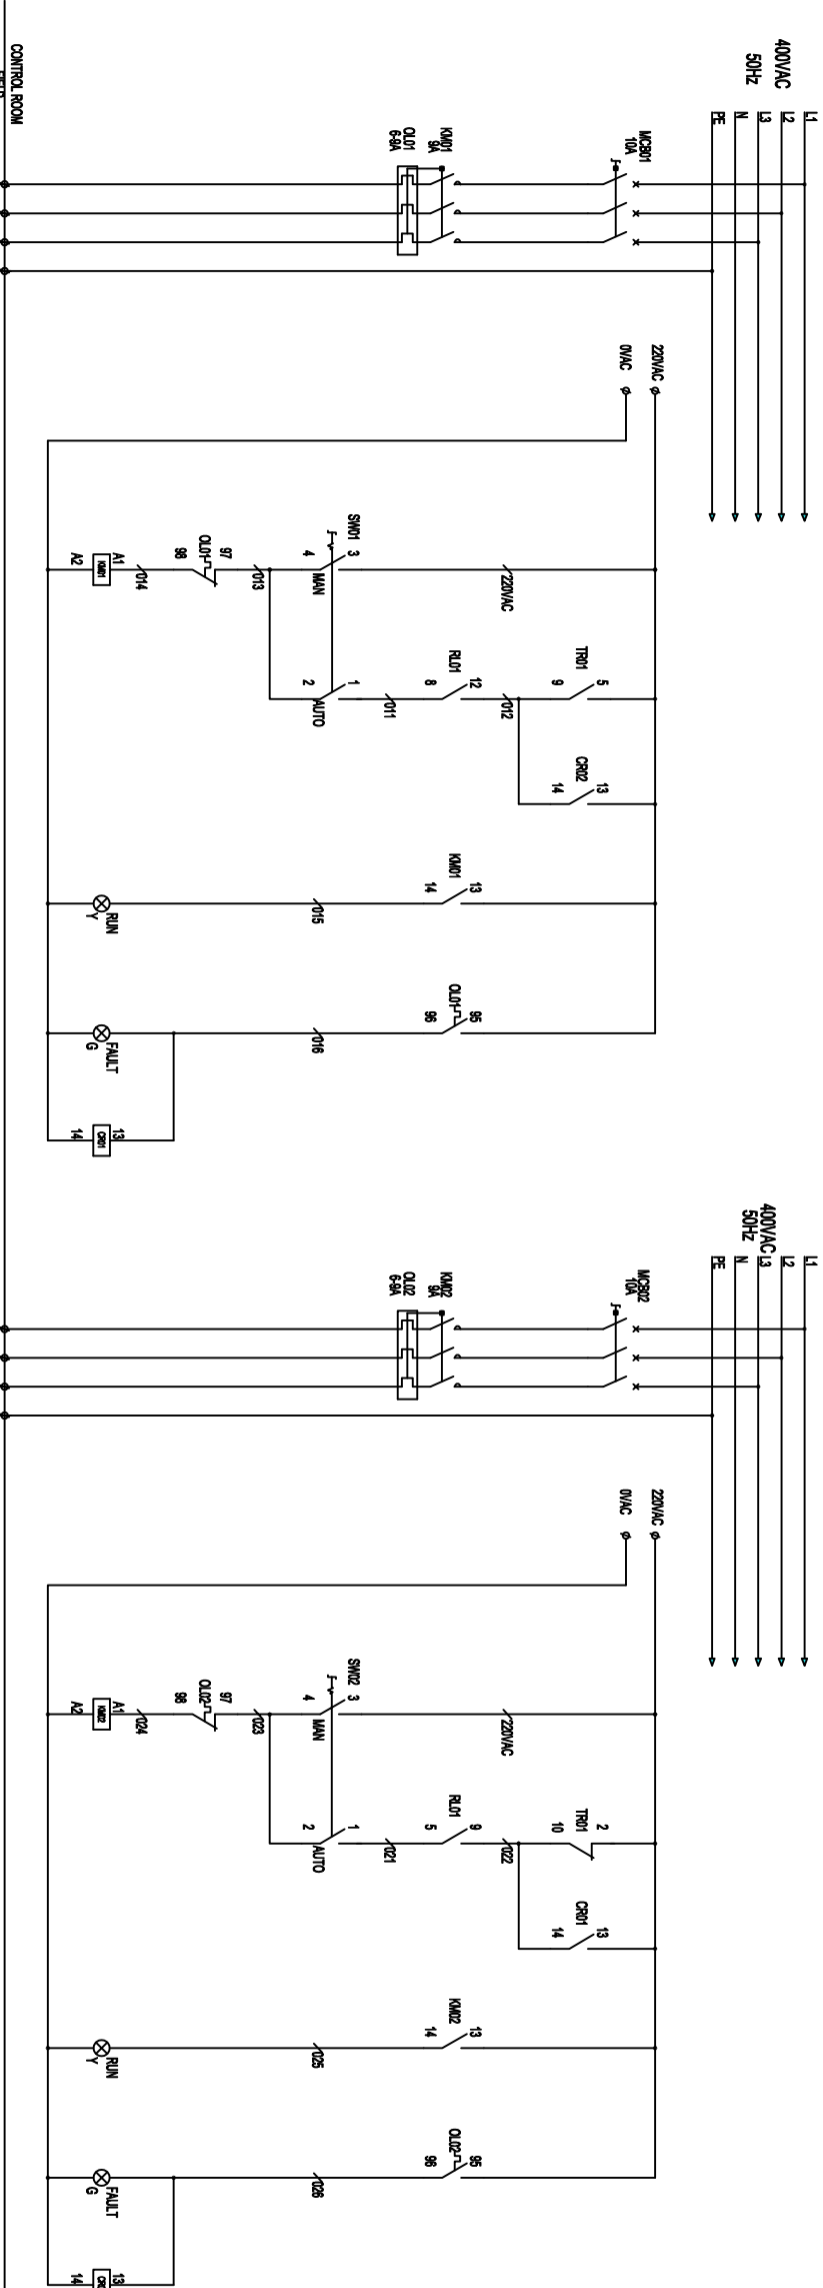 400VAC
50Hz
L1
L2
L3
N
PE
MCB01
10A
KM01
9A
OL01
6-9A
CONTROL ROOM
FIELD
220VAC
0VAC
220VAC
SW01
3
4
MAN
013
97
OL01
98
014
A1
KM01
A2
TR01
5
9
012
RL01
12
8
011
1
2
AUTO
CR02
13
14
KM01
13
14
015
RUN
Y
OL01
95
96
016
FAULT
G
13
CR01
14
400VAC
50Hz
L1
L2
L3
N
PE
MCB02
10A
KM02
9A
OL02
6-9A
220VAC
0VAC
220VAC
SW02
3
4
MAN
023
97
OL02
98
024
A1
KM02
A2
TR01
2
10
022
RL01
9
5
021
1
2
AUTO
CR01
13
14
KM02
13
14
025
RUN
Y
OL02
95
96
026
FAULT
G
13
14